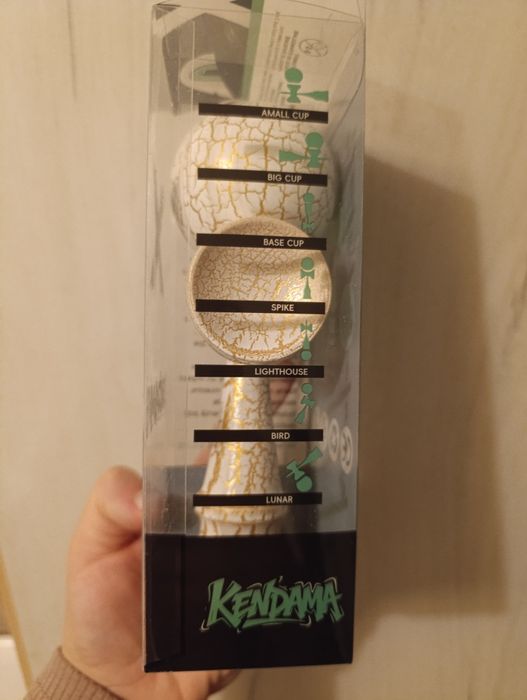 AMALL CUP
BIG CUP
BASE CUP
SPIKE
LIGHTHOUSE
BIRD
LUNAR
KENDAMA